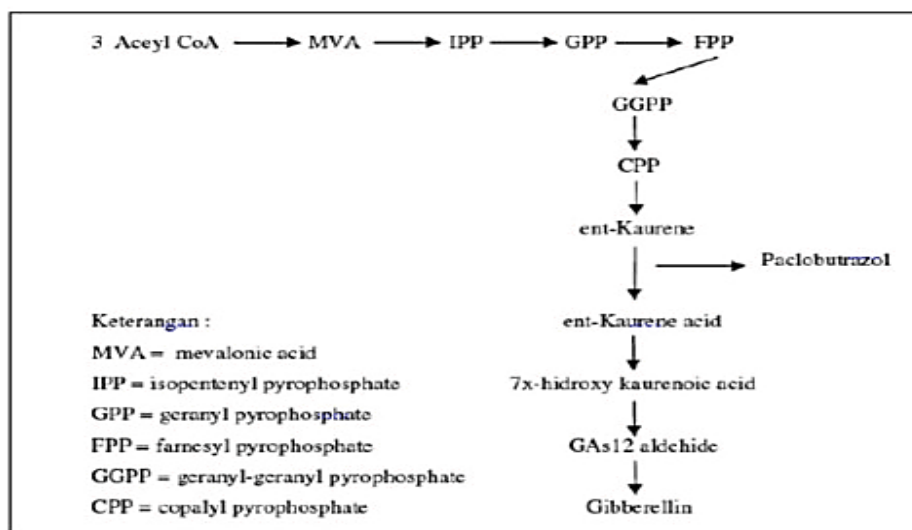 3 Aceyl CoA MVA IPP GPP FPP
GGPP
CPP
ent-Kaurene
Paclobutrazol
ent-Kaurene acid
7x-hidroxy kaurenoic acid
GAs12 aldehide
Gibberellin
Keterangan :
MVA = mevalonic acid
IPP = isopentenyl pyrophosphate
GPP = geranyl pyrophosphate
FPP = farnesyl pyrophosphate
GGPP = geranyl-geranyl pyrophosphate
CPP = copalyl pyrophosphate